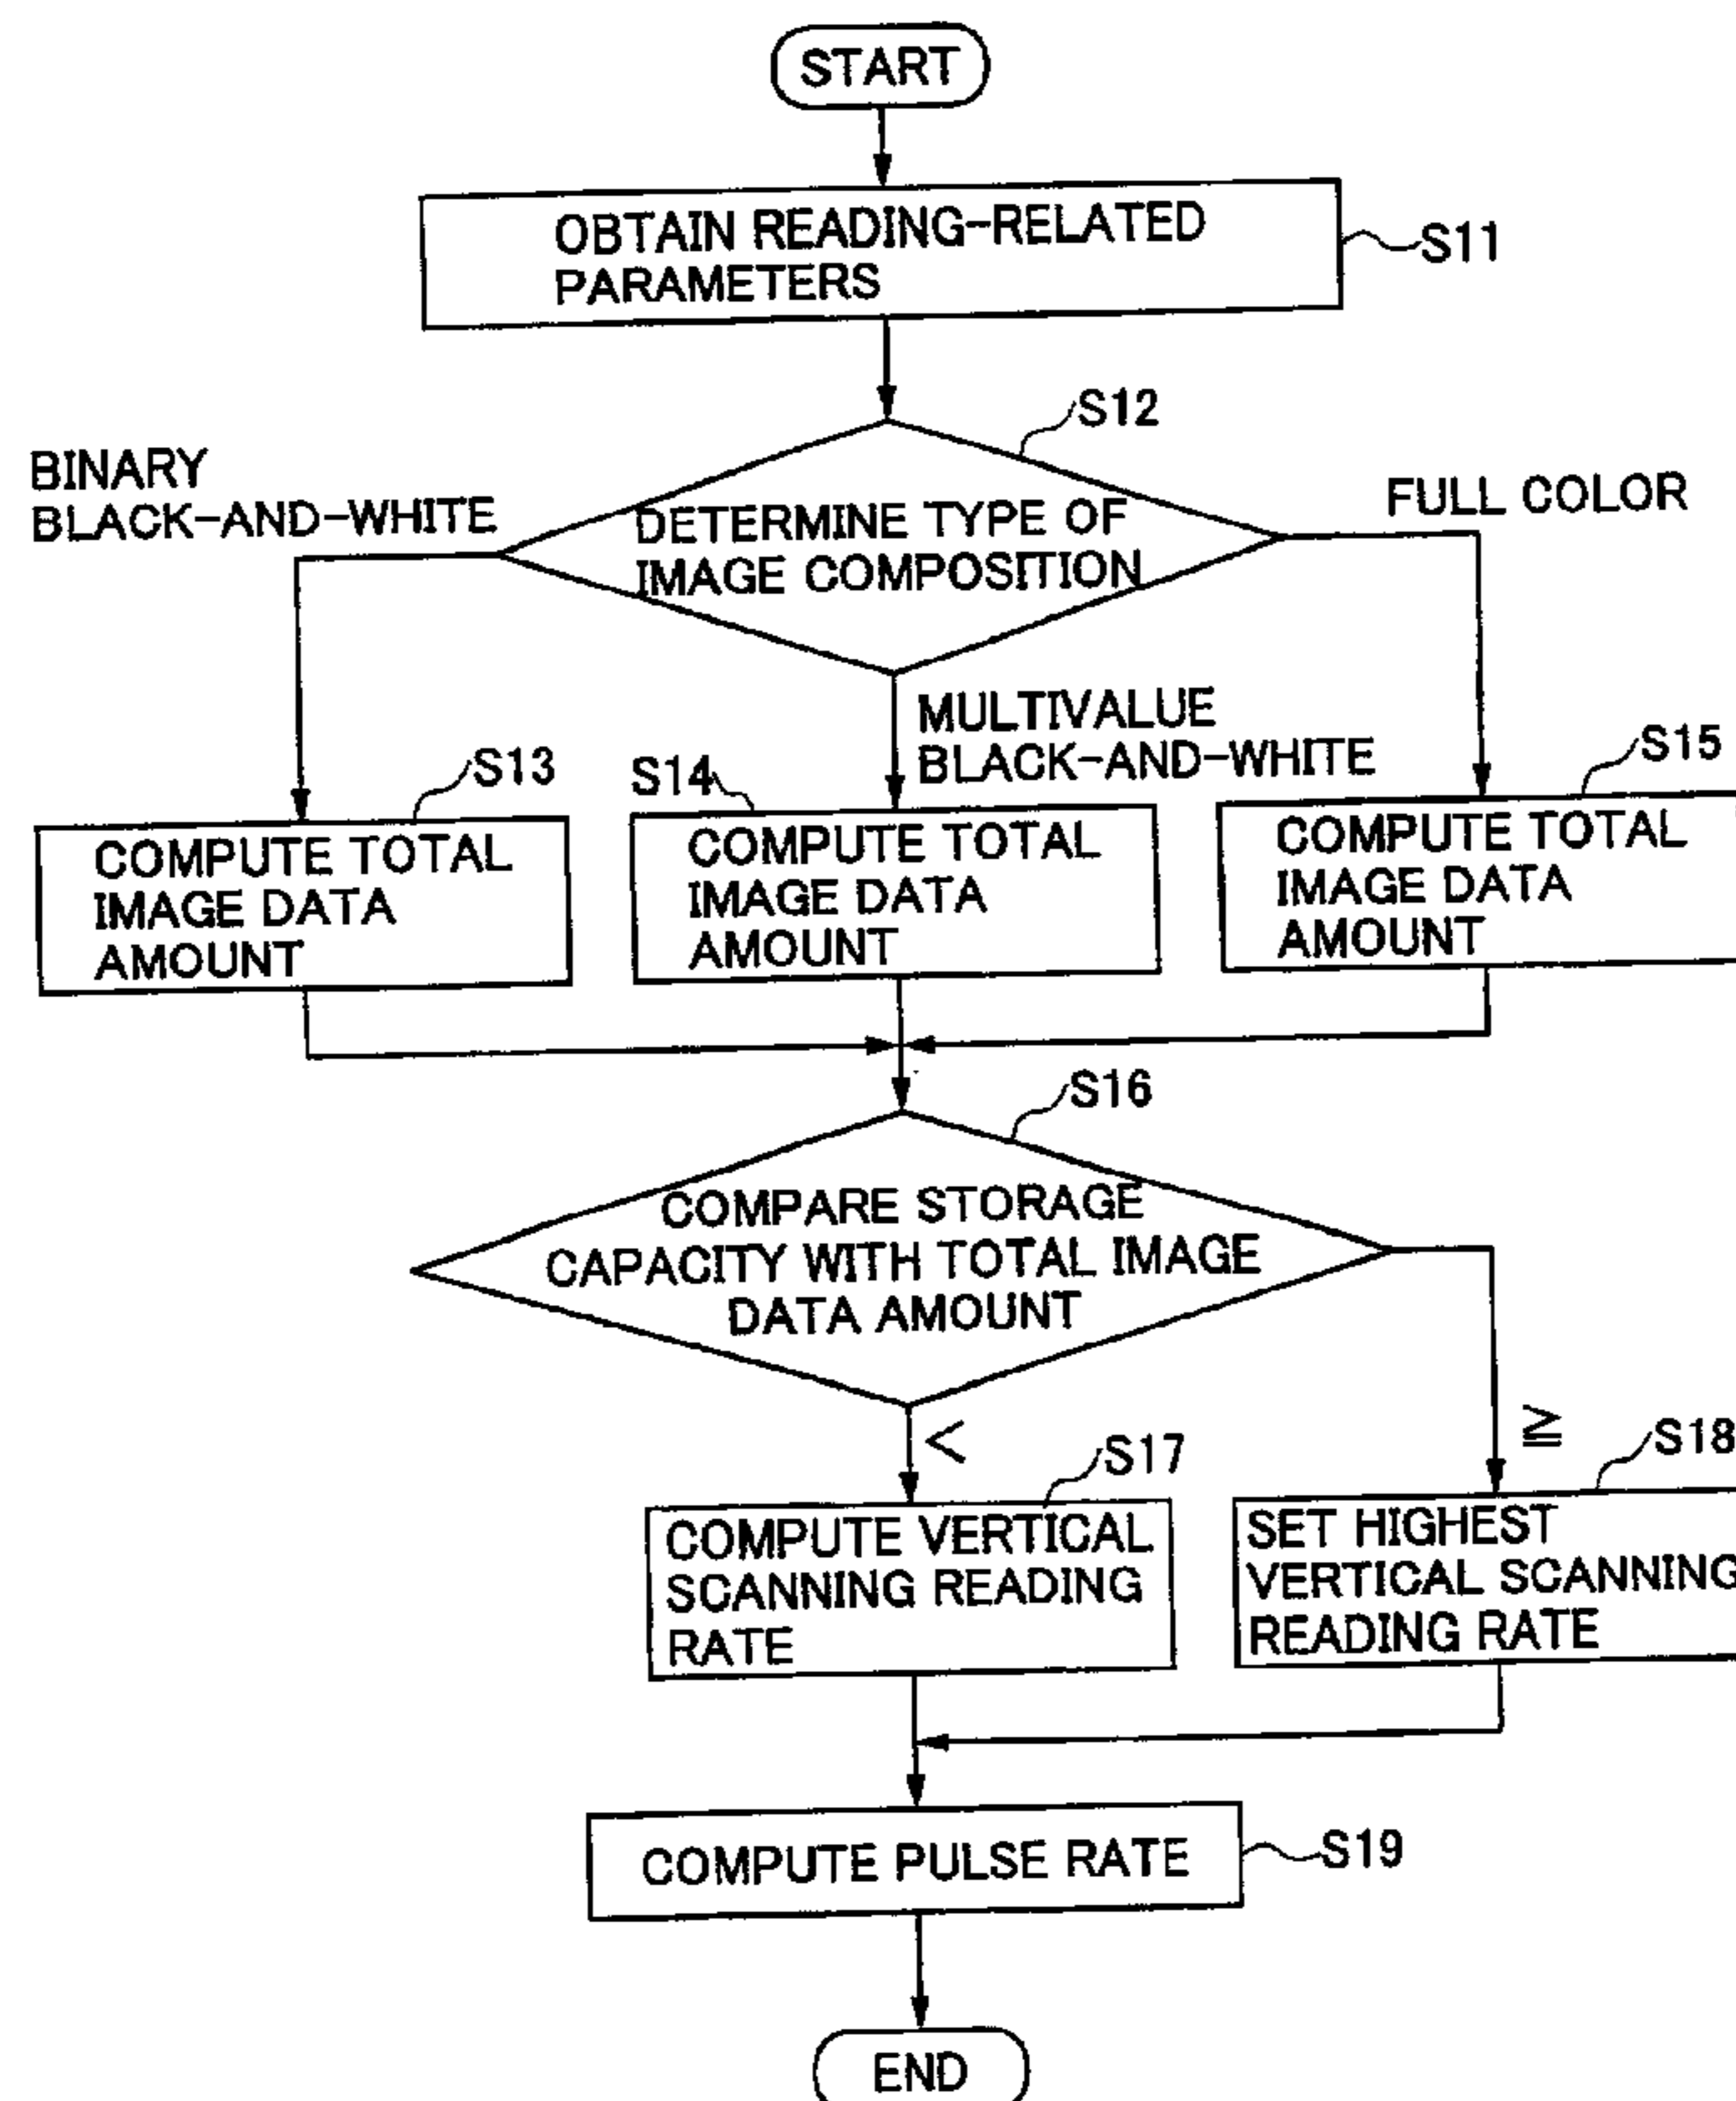 START
OBTAIN READING-RELATED
PARAMETERS
S11
S12
BINARY
BLACK-AND-WHITE
DETERMINE TYPE OF
IMAGE COMPOSITION
FULL COLOR
MULTIVALUE
BLACK-AND-WHITE
S13
S14
S15
COMPUTE TOTAL
IMAGE DATA
AMOUNT
COMPUTE TOTAL
IMAGE DATA
AMOUNT
COMPUTE TOTAL
IMAGE DATA
AMOUNT
S16
COMPARE STORAGE
CAPACITY WITH TOTAL IMAGE
DATA AMOUNT
<
≧
S17
S18
COMPUTE VERTICAL
SCANNING READING
RATE
SET HIGHEST
VERTICAL SCANNING
READING RATE
COMPUTE PULSE RATE
S19
END